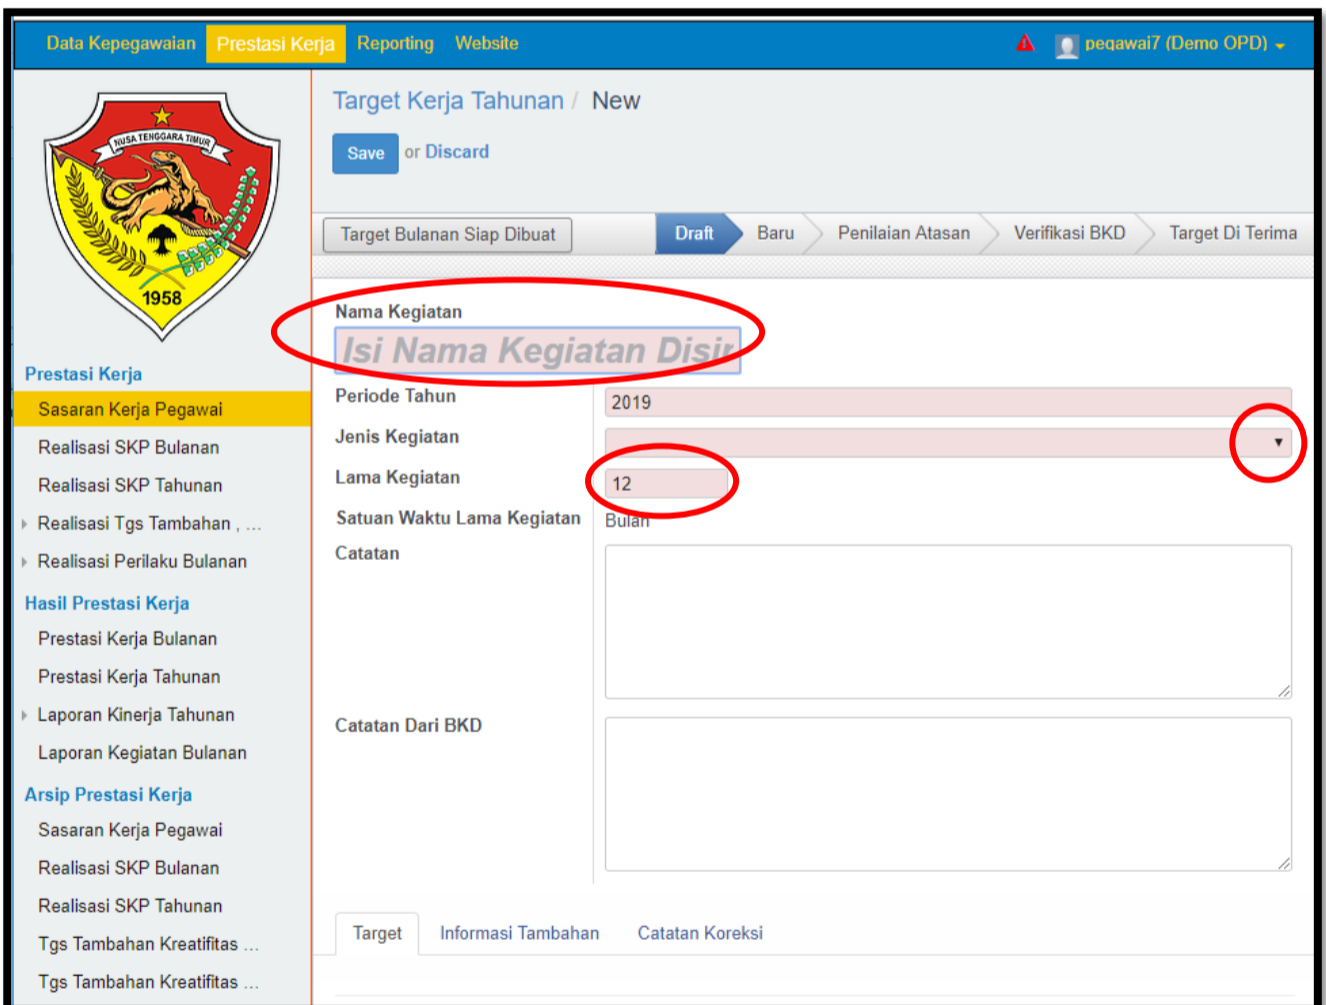 Data Kepegawaian Prestasi Kerja Reporting Website pegawai7 (Demo OPD)
NUSA TENGGARA TIMUR
1958
Target Kerja Tahunan / New
Save or Discard
Target Bulanan Siap Dibuat Draft Baru Penilaian Atasan Verifikasi BKD Target Di Terima
Prestasi Kerja
Sasaran Kerja Pegawai
Realisasi SKP Bulanan
Realisasi SKP Tahunan
Realisasi Tgs Tambahan , ...
Realisasi Perilaku Bulanan
Hasil Prestasi Kerja
Prestasi Kerja Bulanan
Prestasi Kerja Tahunan
Laporan Kinerja Tahunan
Laporan Kegiatan Bulanan
Arsip Prestasi Kerja
Sasaran Kerja Pegawai
Realisasi SKP Bulanan
Realisasi SKP Tahunan
Tgs Tambahan Kreatifitas ...
Tgs Tambahan Kreatifitas ...
Nama Kegiatan
Isi Nama Kegiatan Disin
Periode Tahun 2019
Jenis Kegiatan
Lama Kegiatan 12
Satuan Waktu Lama Kegiatan Bulan
Catatan
Catatan Dari BKD
Target Informasi Tambahan Catatan Koreksi